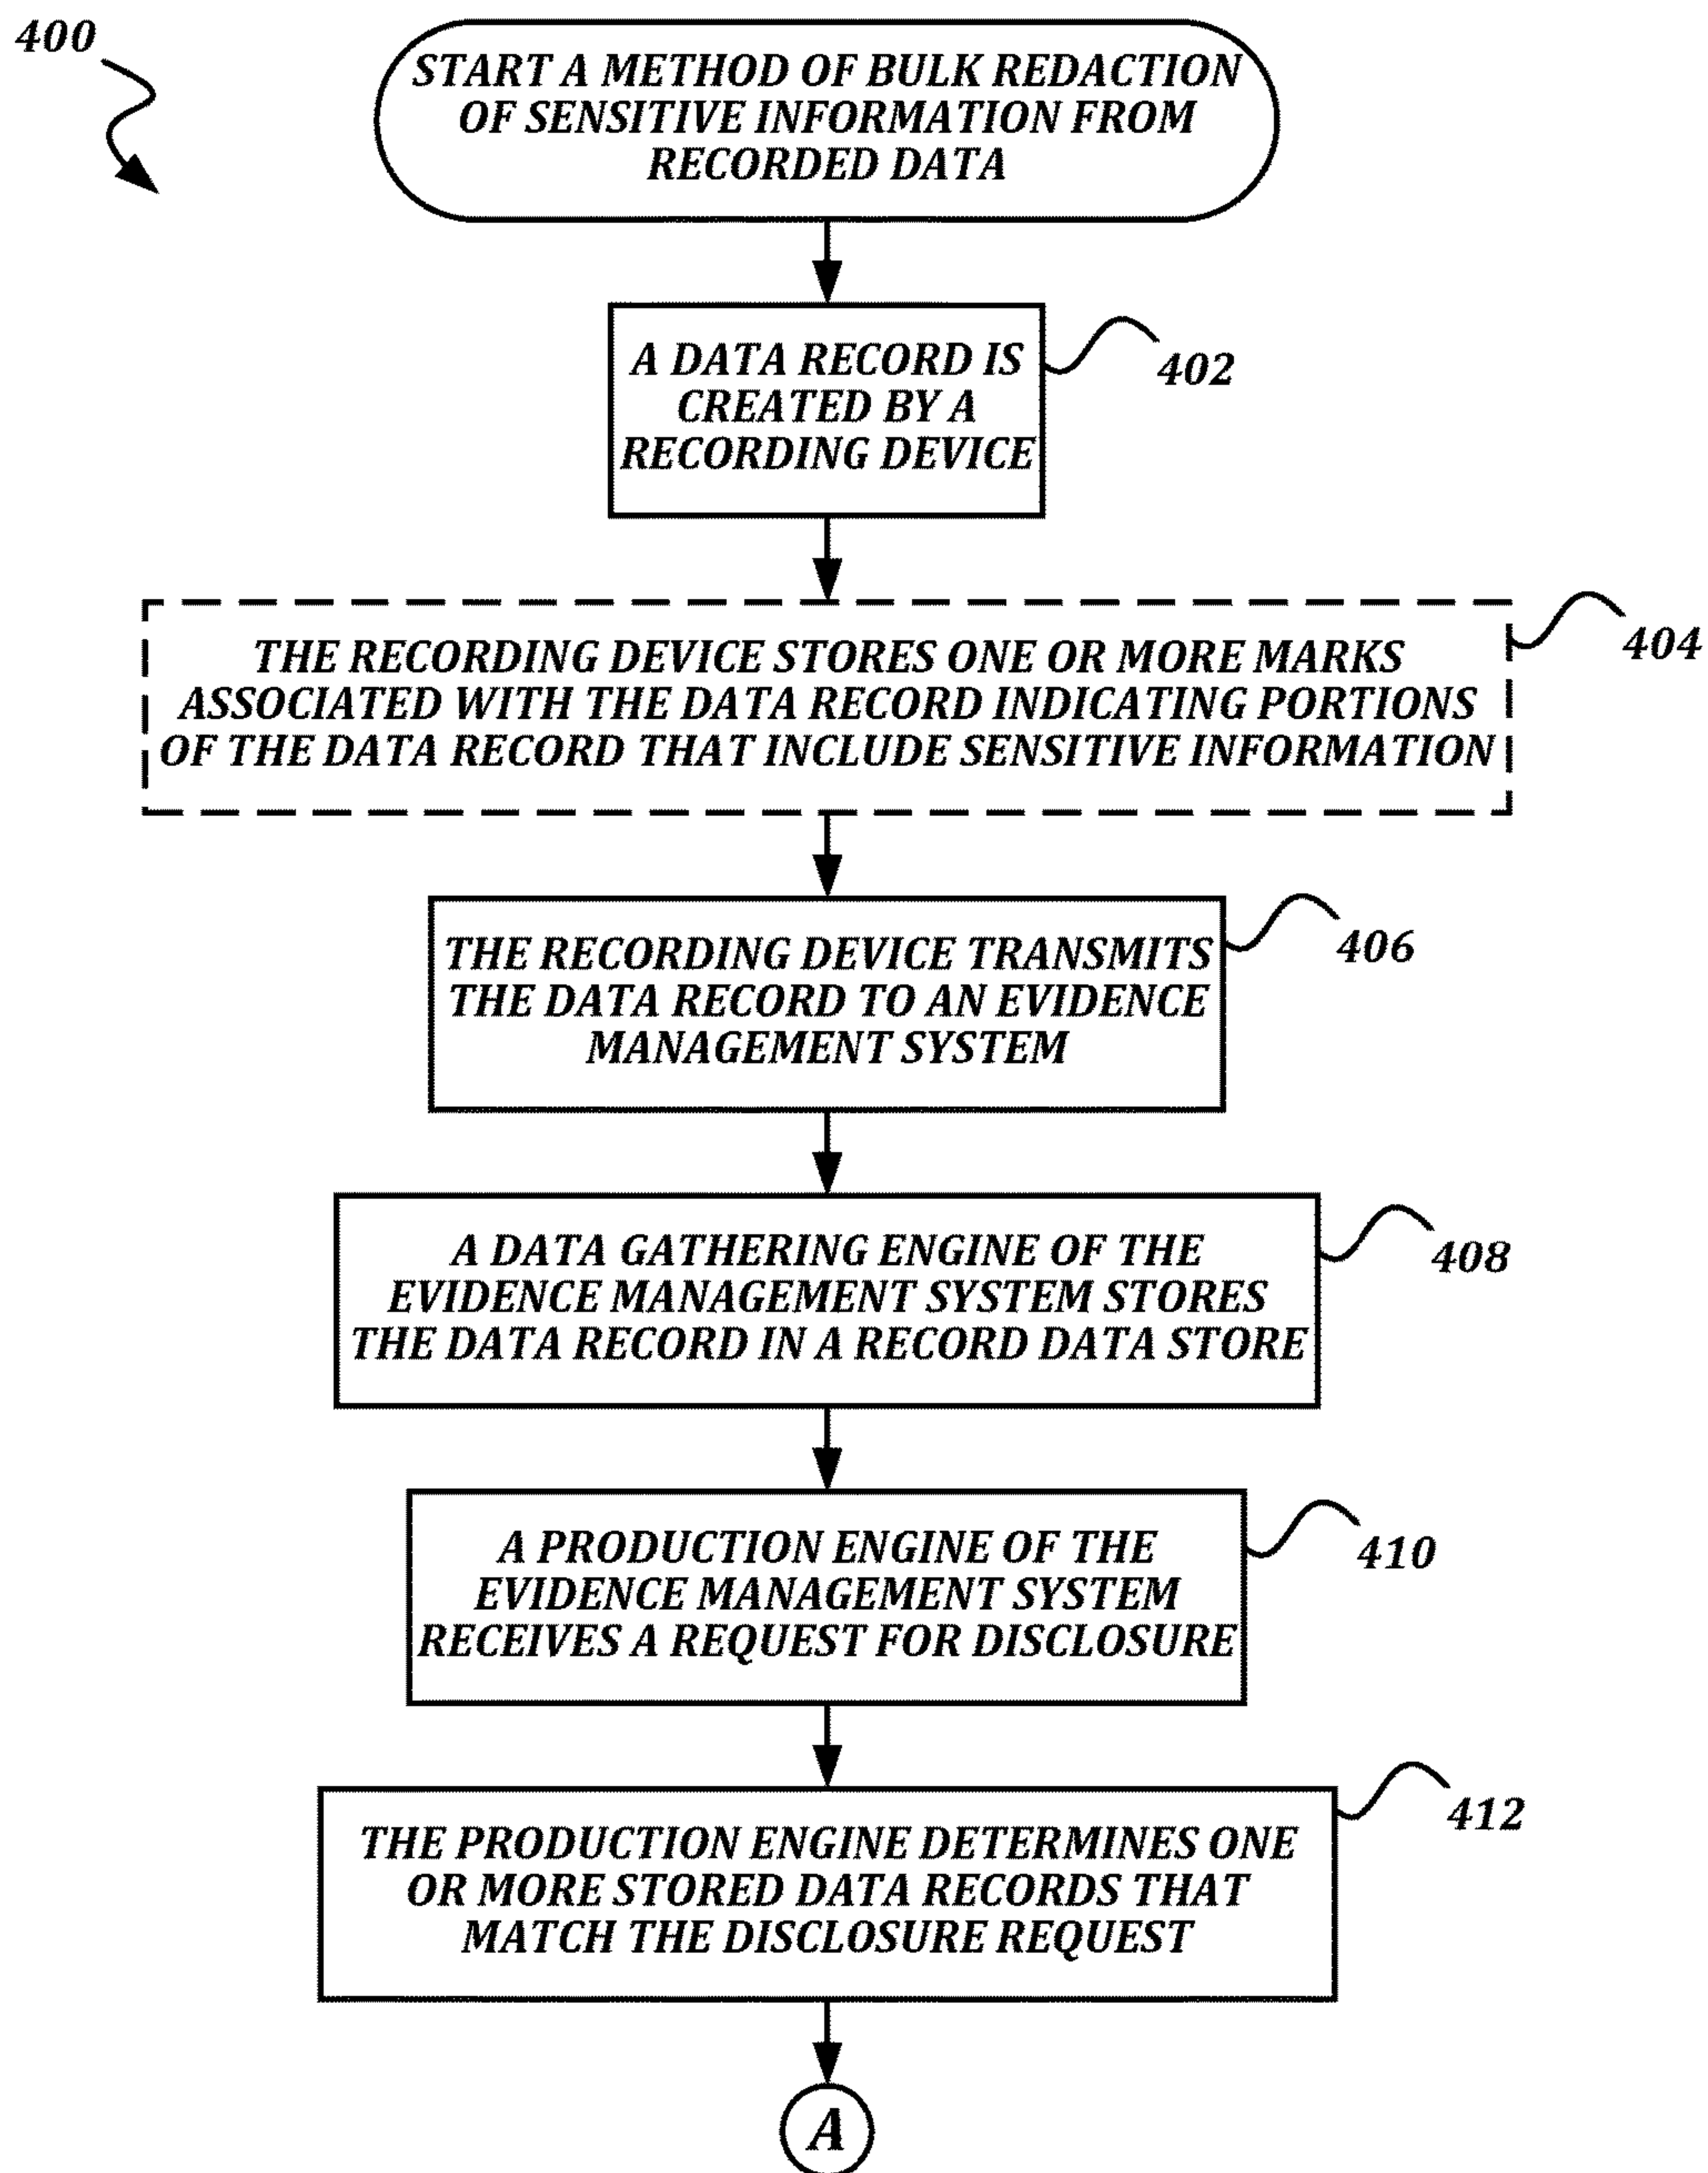 400
START A METHOD OF BULK REDACTION
OF SENSITIVE INFORMATION FROM
RECORDED DATA
A DATA RECORD IS
CREATED BY A
RECORDING DEVICE
402
THE RECORDING DEVICE STORES ONE OR MORE MARKS
ASSOCIATED WITH THE DATA RECORD INDICATING PORTIONS
OF THE DATA RECORD THAT INCLUDE SENSITIVE INFORMATION
404
THE RECORDING DEVICE TRANSMITS
THE DATA RECORD TO AN EVIDENCE
MANAGEMENT SYSTEM
406
A DATA GATHERING ENGINE OF THE
EVIDENCE MANAGEMENT SYSTEM STORES
THE DATA RECORD IN A RECORD DATA STORE
408
A PRODUCTION ENGINE OF THE
EVIDENCE MANAGEMENT SYSTEM
RECEIVES A REQUEST FOR DISCLOSURE
410
THE PRODUCTION ENGINE DETERMINES ONE
OR MORE STORED DATA RECORDS THAT
MATCH THE DISCLOSURE REQUEST
412
A